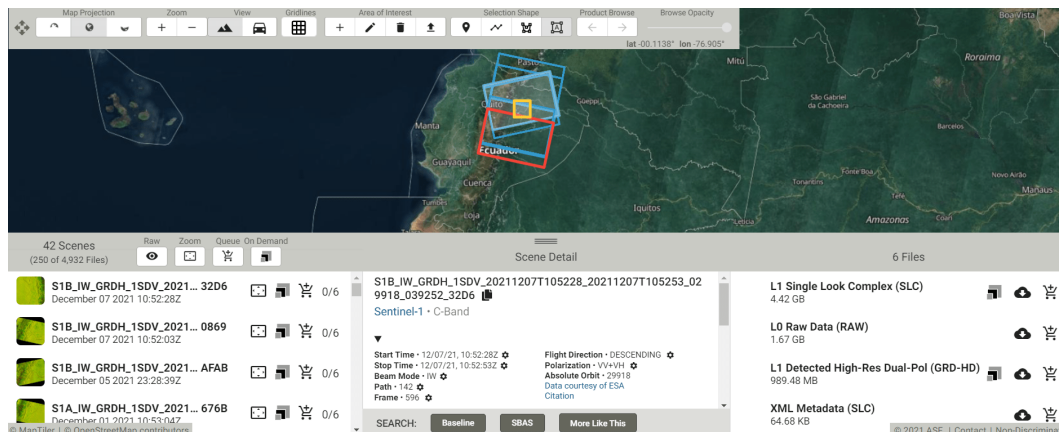 Map Projection Zoom View Gridlines Area of Interest Selection Shape Product Browse Browse Opacity
lat -00.1138° lon -76.905°
Boa Vista
Pasto
Mitú
Roraima
Quito
Güeppí
São Gabriel
da Cachoeira
Manta
Barcelos
Ecuador
Guayaquil
Fonte Boa
Novo Airão
Cuenca
Tonantins
Manaus
Tefé
Tumbes
Iquitos
Loja
Leticia
Amazonas
Coari
42 Scenes
(250 of 4,932 Files)
Raw Zoom Queue On Demand
Scene Detail
6 Files
S1B_IW_GRDH_1SDV_2021... 32D6
December 07 2021 10:52:28Z
0/6
S1B_IW_GRDH_1SDV_2021... 0869
December 07 2021 10:52:03Z
0/6
S1B_IW_GRDH_1SDV_2021... AFAB
December 05 2021 23:28:39Z
0/6
S1A_IW_GRDH_1SDV_2021... 676B
December 01 2021 10:53:04Z
0/6
S1B_IW_GRDH_1SDV_20211207T105228_20211207T105253_02
9918_039252_32D6
Sentinel-1 • C-Band
Start Time • 12/07/21, 10:52:28Z
Stop Time • 12/07/21, 10:52:53Z
Beam Mode • IW
Path • 142
Frame • 596
Flight Direction • DESCENDING
Polarization • VV+VH
Absolute Orbit • 29918
Data courtesy of ESA
Citation
SEARCH: Baseline SBAS More Like This
L1 Single Look Complex (SLC)
4.42 GB
L0 Raw Data (RAW)
1.67 GB
L1 Detected High-Res Dual-Pol (GRD-HD)
989.48 MB
XML Metadata (SLC)
64.68 KB
© MapTiler | © OpenStreetMap contributors
© 2021 ASF | Contact | Non-Discrimina